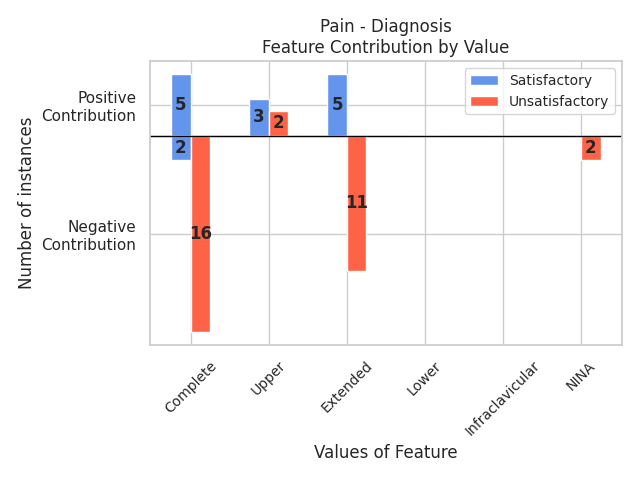 Pain - Diagnosis
Feature Contribution by Value
Satisfactory
Unsatisfactory
Positive
Contribution
Negative
Contribution
Number of instances
5
3
2
5
2
2
16
11
Complete
Upper
Extended
Lower
Infraclavicular
NINA
Values of Feature